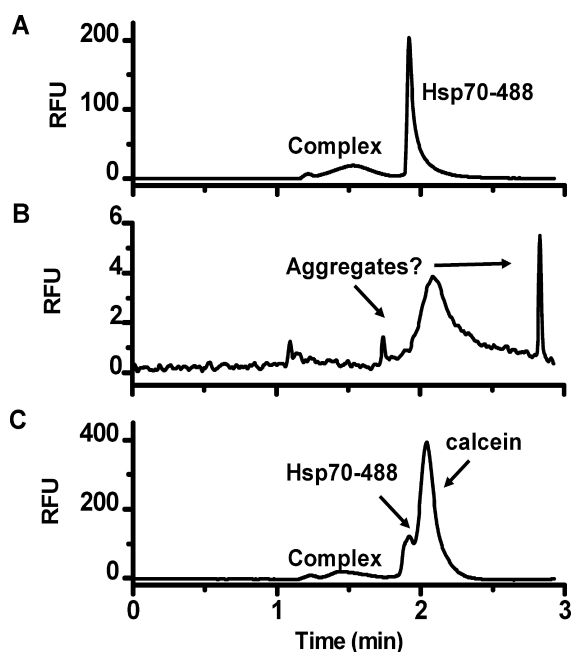 A
200
100
0
RFU
Hsp70-488
Complex
B
6
4
2
0
RFU
Aggregates?
C
400
200
0
RFU
calcein
Hsp70-488
Complex
0 1 2 3
Time (min)